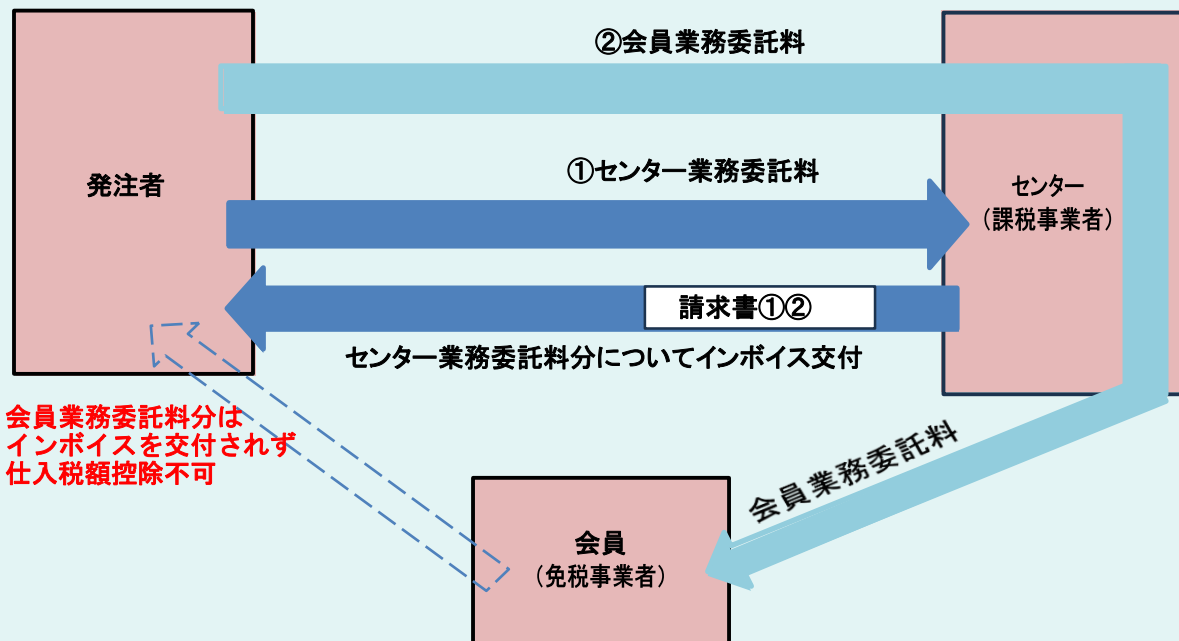 ②会員業務委託料
①センター業務委託料
発注者
センター
（課税事業者）
請求書①②
センター業務委託料分についてインボイス交付
会員業務委託料分は
インボイスを交付されず
仕入税額控除不可
会員業務委託料
会員
（免税事業者）